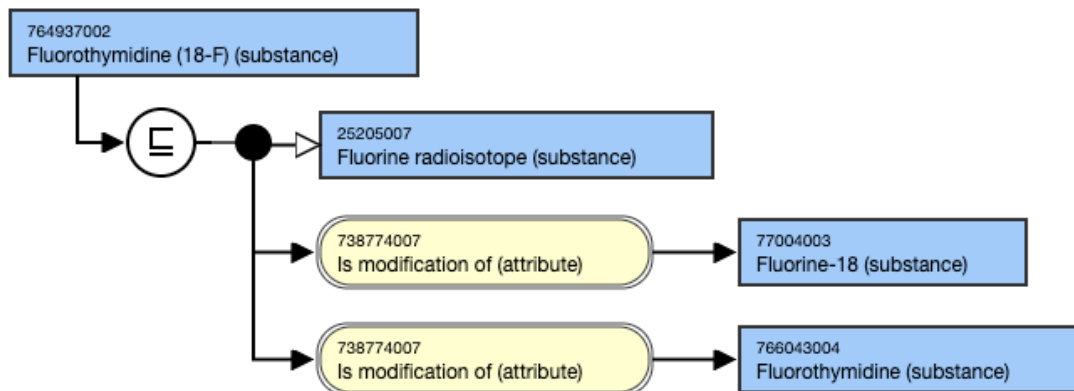 764937002
Fluorothymidine (18-F) (substance)
⊑
25205007
Fluorine radioisotope (substance)
738774007
Is modification of (attribute)
77004003
Fluorine-18 (substance)
738774007
Is modification of (attribute)
766043004
Fluorothymidine (substance)